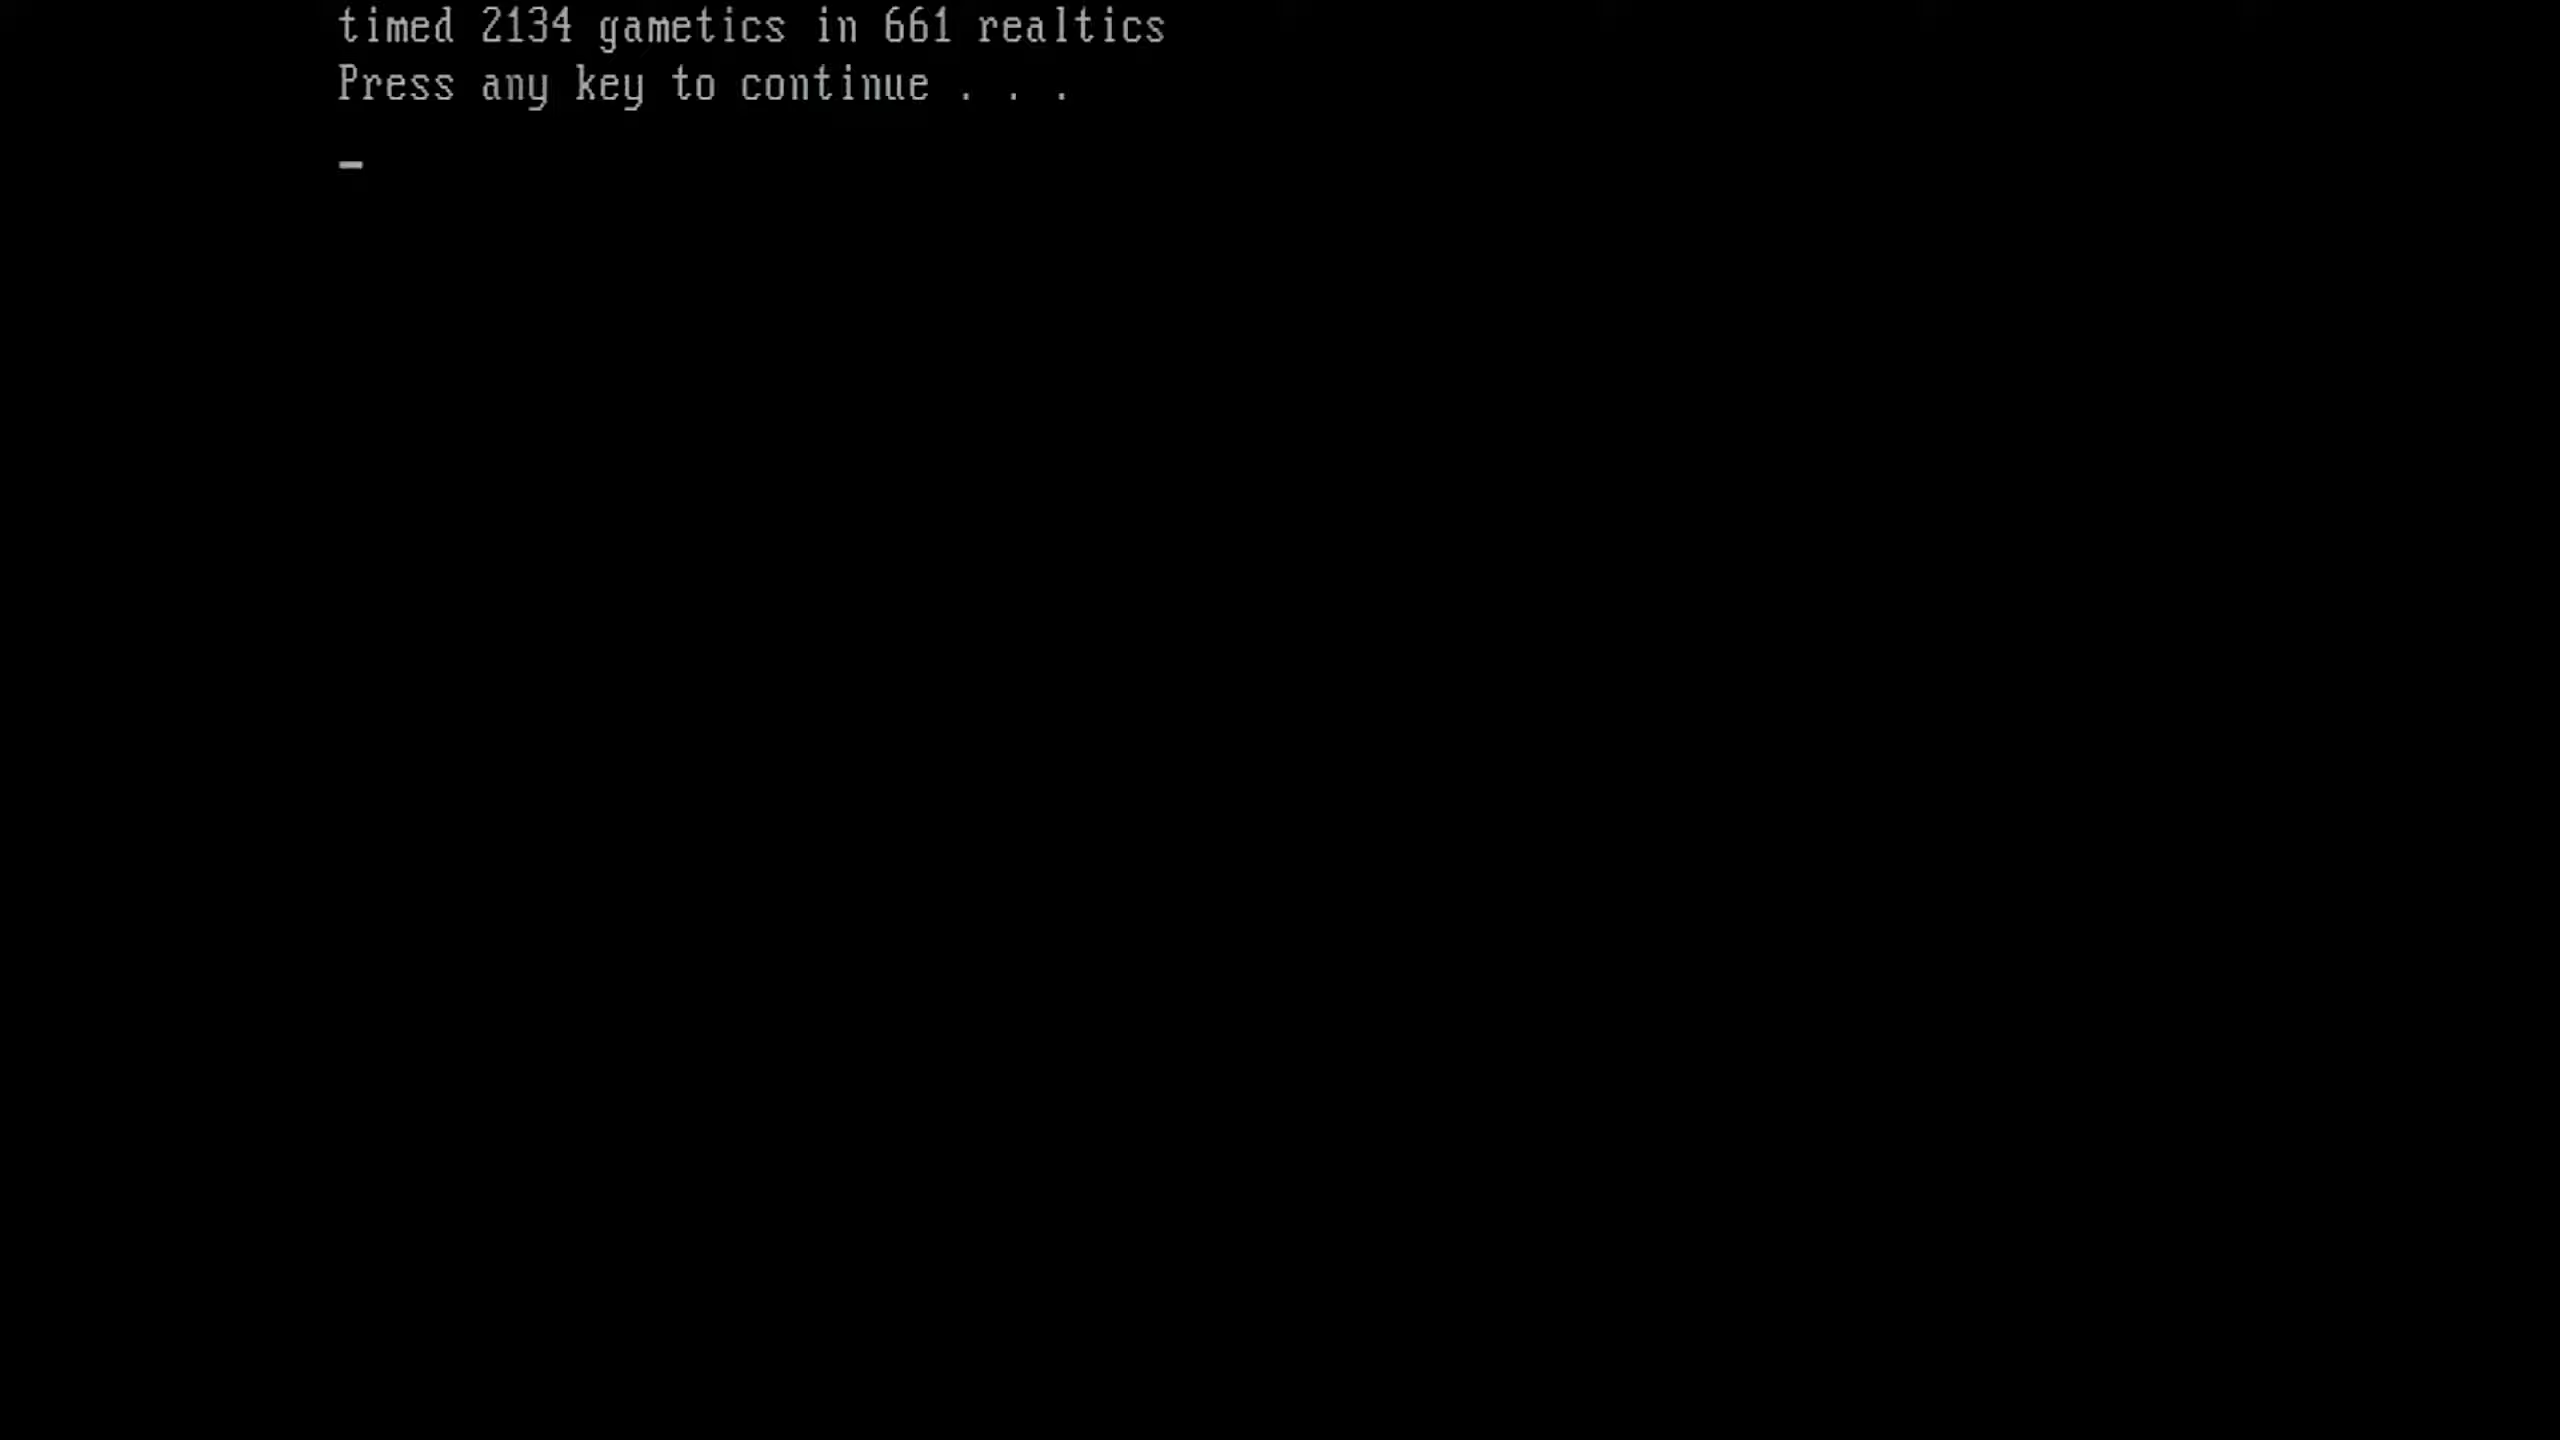 timed 2134 gametics in 661 realtics
Press any key to continue . . .